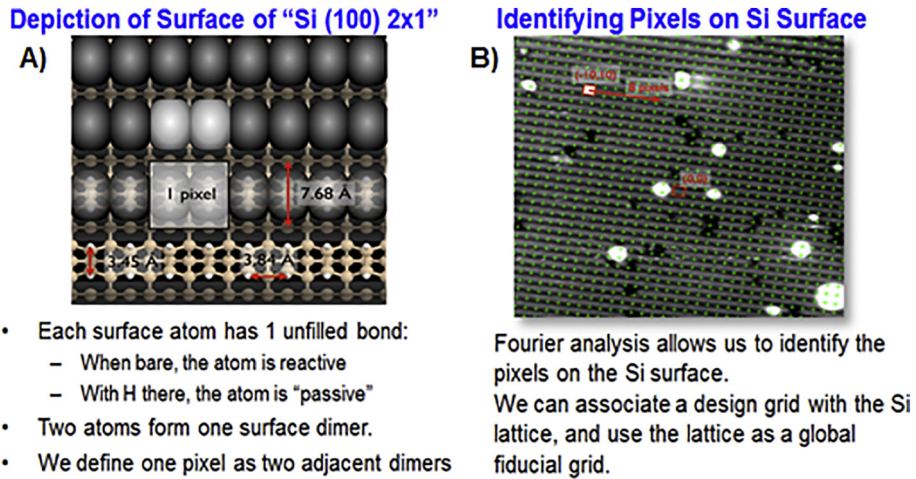 Depiction of Surface of “Si (100) 2x1”
A)
1 pixel
7.68 Å
3.45 Å
3.84 Å
• Each surface atom has 1 unfilled bond:
– When bare, the atom is reactive
– With H there, the atom is “passive”
• Two atoms form one surface dimer.
• We define one pixel as two adjacent dimers
Identifying Pixels on Si Surface
B)
(-10,10)
8 pixels
(0,0)
Fourier analysis allows us to identify the
pixels on the Si surface.
We can associate a design grid with the Si
lattice, and use the lattice as a global
fiducial grid.